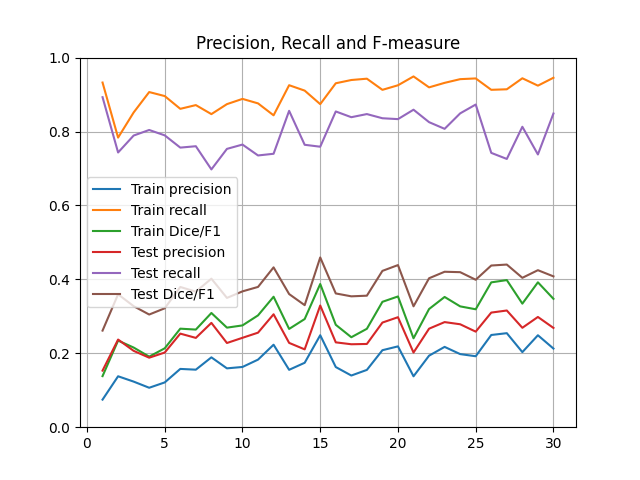 Precision, Recall and F-measure
1.0
0.8
0.6
0.4
0.2
0.0
Train precision
Train recall
Train Dice/F1
Test precision
Test recall
Test Dice/F1
0 5 10 15 20 25 30